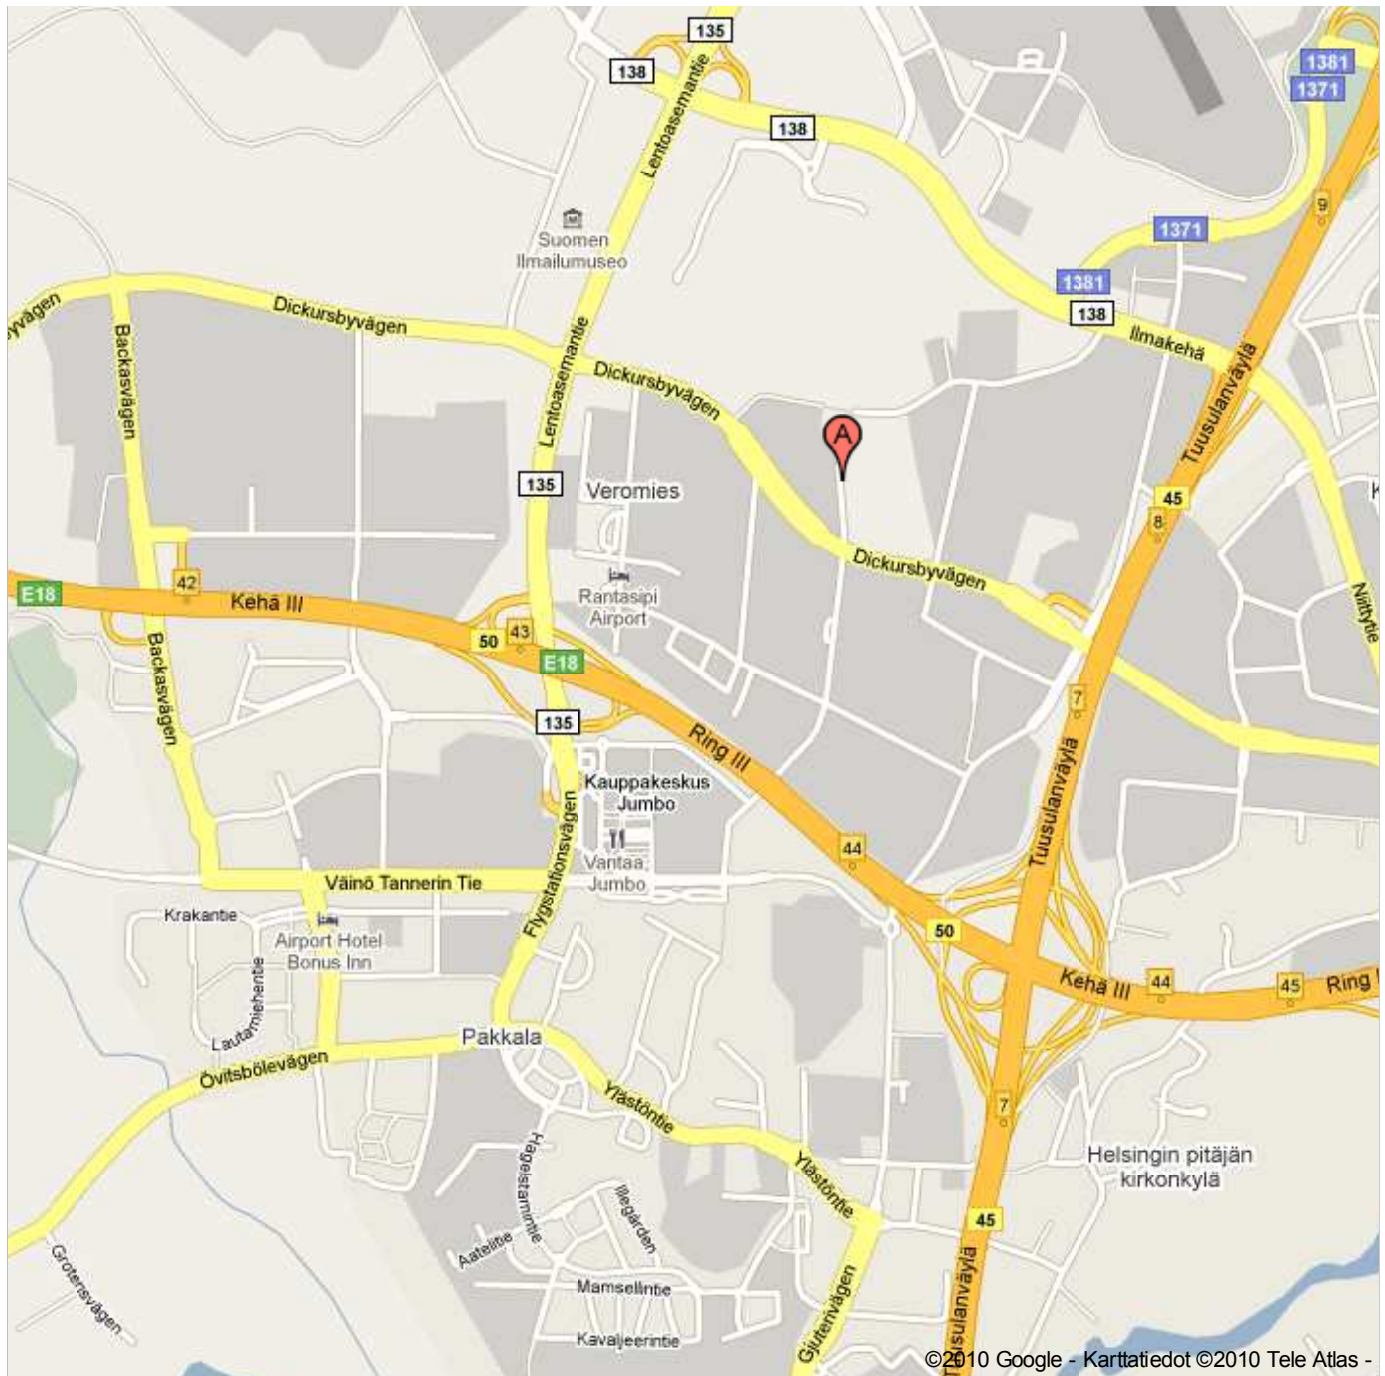 135
138
1381
1371
138
Lentoasemantie
9
1371
Suomen
Ilmailumuseo
1381
138
Ilmakehä
Dickursbyvägen
Backasvägen
Lentoasemantie
Dickursbyvägen
Tuusulanväylä
A
135
Veromies
45
8
Dickursbyvägen
42
E18
Kehä III
Rantasipi
Airport
Niittytie
50
43
E18
Backasvägen
7
135
Ring III
Kauppakeskus
Jumbo
Tuusulanväylä
44
Vantaa
Jumbo
Väinö Tannerin Tie
Flygstationsvägen
Krakantie
Airport Hotel
Bonus Inn
50
Lautamiehentie
Kehä III
44
45
Ring
Pakkala
Övitsbölevägen
Ylästöntie
7
Helsingin pitäjän
kirkonkylä
Hagelstamintie
Ylästöntie
Illegården
45
Aatelitie
Grotensvägen
Mamsellintie
Tuusulanväylä
Gjuterivägen
Kavaljeerintie
©2010 Google - Karttatiedot ©2010 Tele Atlas -